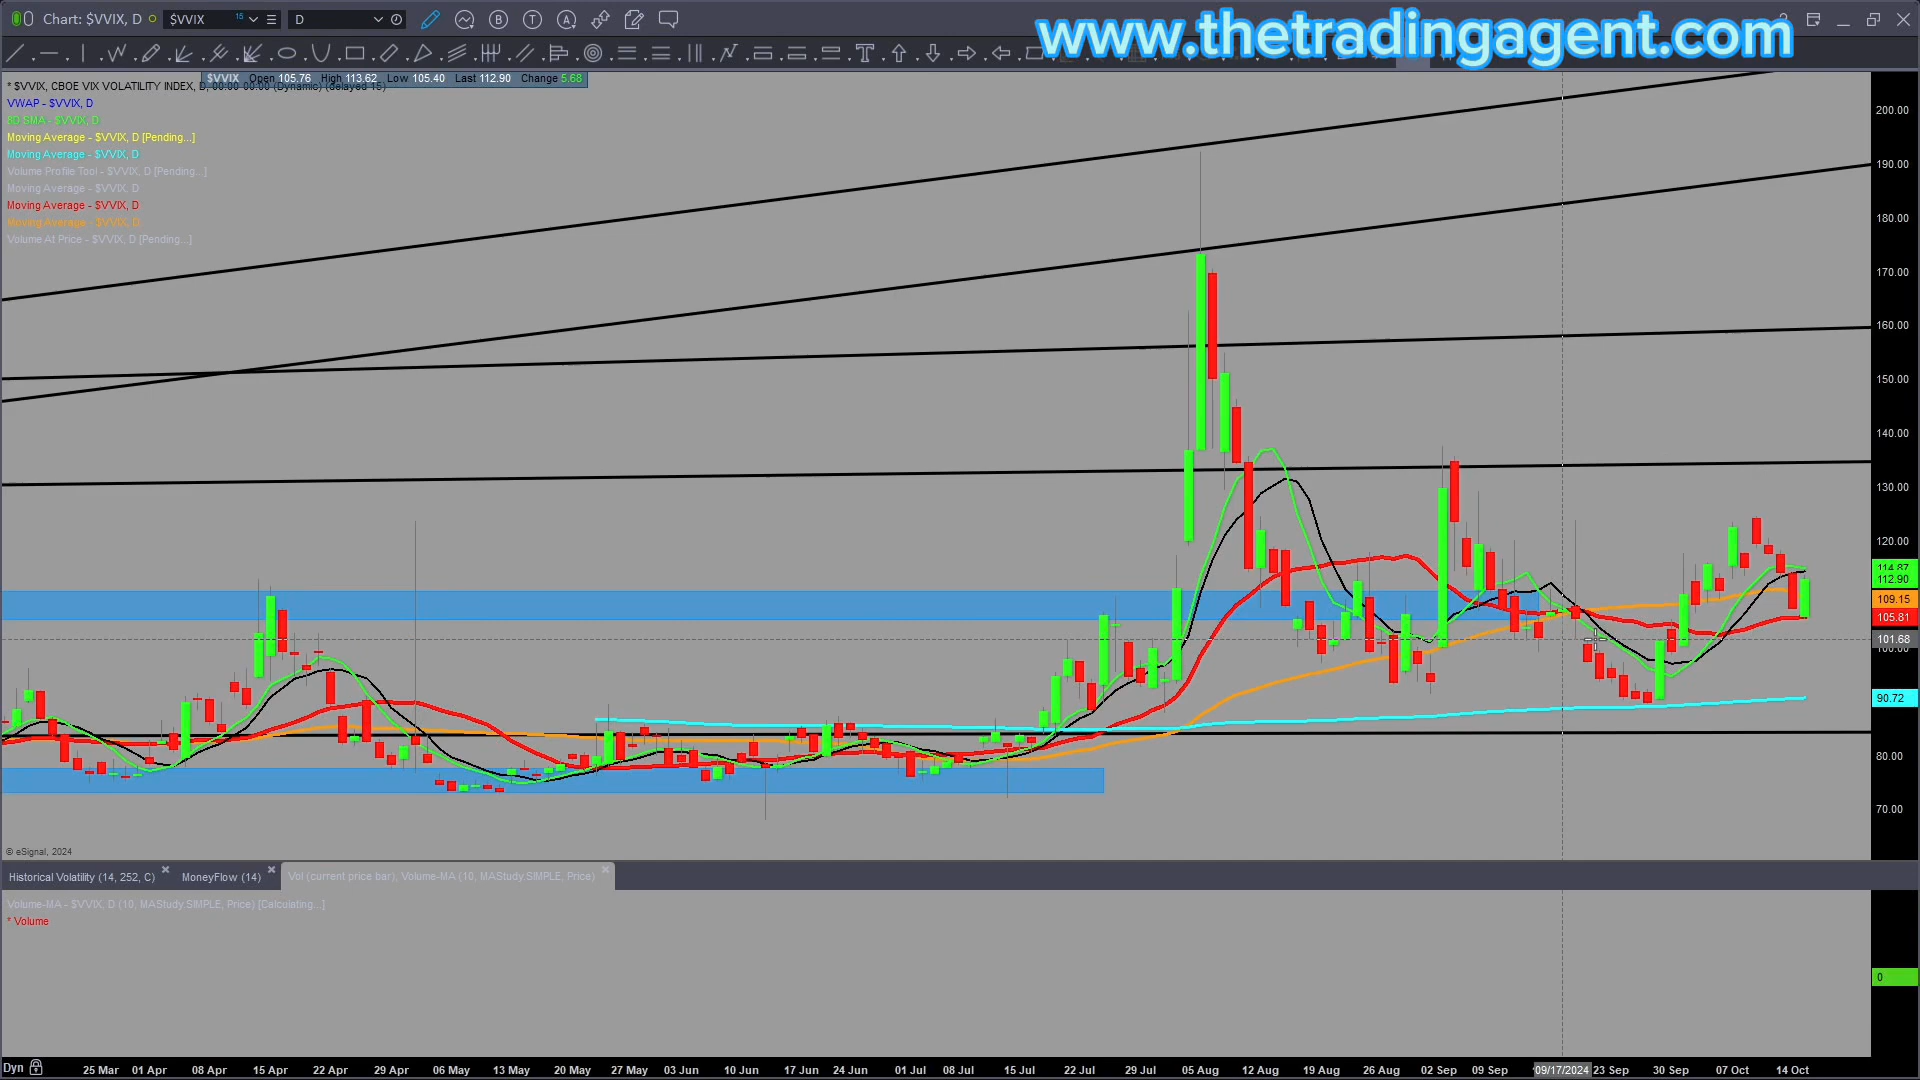 Chart: $VVIX, D
$VVIX
15
D
B
T
A
www.thetradingagent.com
$VVIX Open 105.76 High 113.62 Low 105.40 Last 112.90 Change 5.68
* $VVIX, CBOE VIX VOLATILITY INDEX, D, 00:00-00:00 (Dynamic) (delayed 15)
VWAP - $VVIX, D
8D SMA - $VVIX, D
Moving Average - $VVIX, D [Pending...]
Moving Average - $VVIX, D
Volume Profile Tool - $VVIX, D [Pending...]
Moving Average - $VVIX, D
Moving Average - $VVIX, D
Moving Average - $VVIX, D
Volume At Price - $VVIX, D [Pending...]
200.00
190.00
180.00
170.00
160.00
150.00
140.00
130.00
120.00
114.87
112.90
109.15
105.81
101.68
100.00
90.72
80.00
70.00
© eSignal, 2024
Historical Volatility (14, 252, C)
MoneyFlow (14)
Vol (current price bar), Volume-MA (10, MAStudy.SIMPLE, Price)
Volume-MA - $VVIX, D (10, MAStudy.SIMPLE, Price) [Calculating...]
* Volume
0
Dyn
25 Mar 01 Apr 08 Apr 15 Apr 22 Apr 29 Apr 06 May 13 May 20 May 27 May 03 Jun 10 Jun 17 Jun 24 Jun 01 Jul 08 Jul 15 Jul 22 Jul 29 Jul 05 Aug 12 Aug 19 Aug 26 Aug 02 Sep 09 Sep 09/17/2024 23 Sep 30 Sep 07 Oct 14 Oct